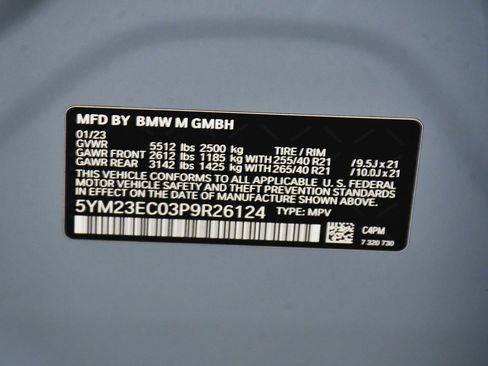 MFD BY BMW M GMBH
01/23
GVWR 5512 lbs 2500 kg TIRE / RIM
GAWR FRONT 2612 lbs 1185 kg WITH 255/40 R21 /9.5J x 21
GAWR REAR 3142 lbs 1425 kg WITH 265/40 R21 /10.0J x 21
THIS VEHICLE CONFORMS TO ALL APPLICABLE U. S. FEDERAL
MOTOR VEHICLE SAFETY, BUMPER AND THEFT PREVENTION
STANDARDS IN EFFECT ON THE DATE OF MANUFACTURE SHOWN ABOVE.
5YM23EC03P9R26124 TYPE: MPV
C4PM
7 320 730